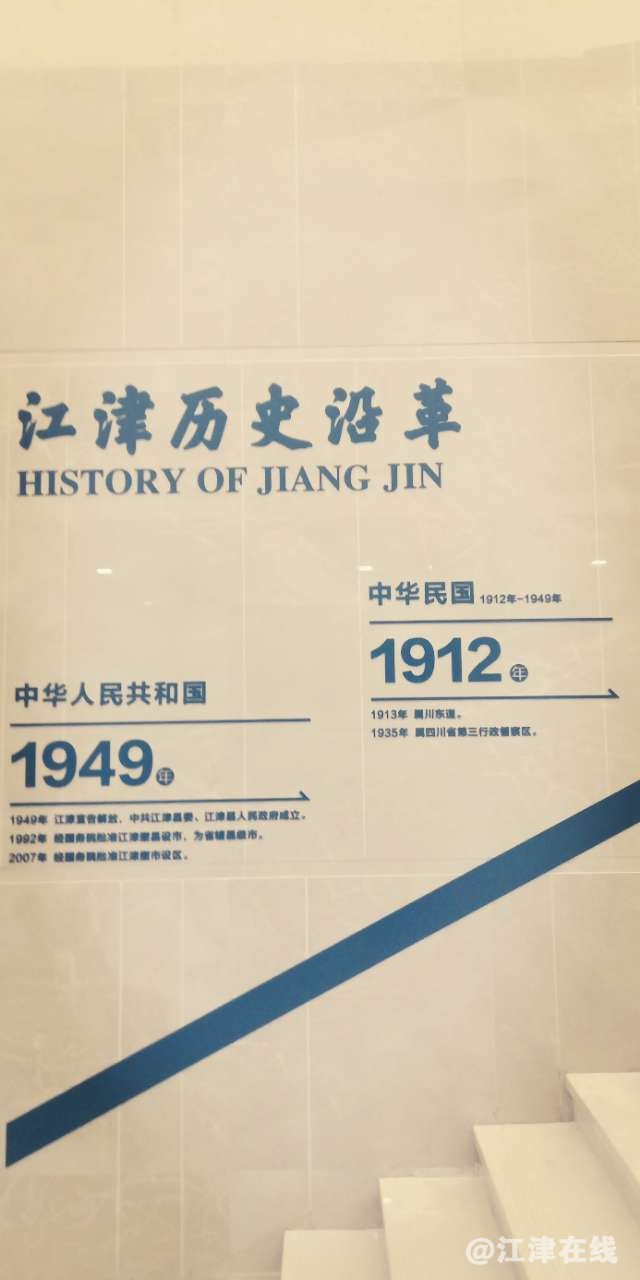 江津历史沿革
HISTORY OF JIANG JIN
中华民国 1912年-1949年
1912年
1913年 属川东道。
1935年 属四川省第三行政督察区。
中华人民共和国
1949年
1949年 江津宣告解放，中共江津县委、江津县人民政府成立。
1992年 经国务院批准江津撤县设市，为省辖县级市。
2007年 经国务院批准江津撤市设区。
@江津在线